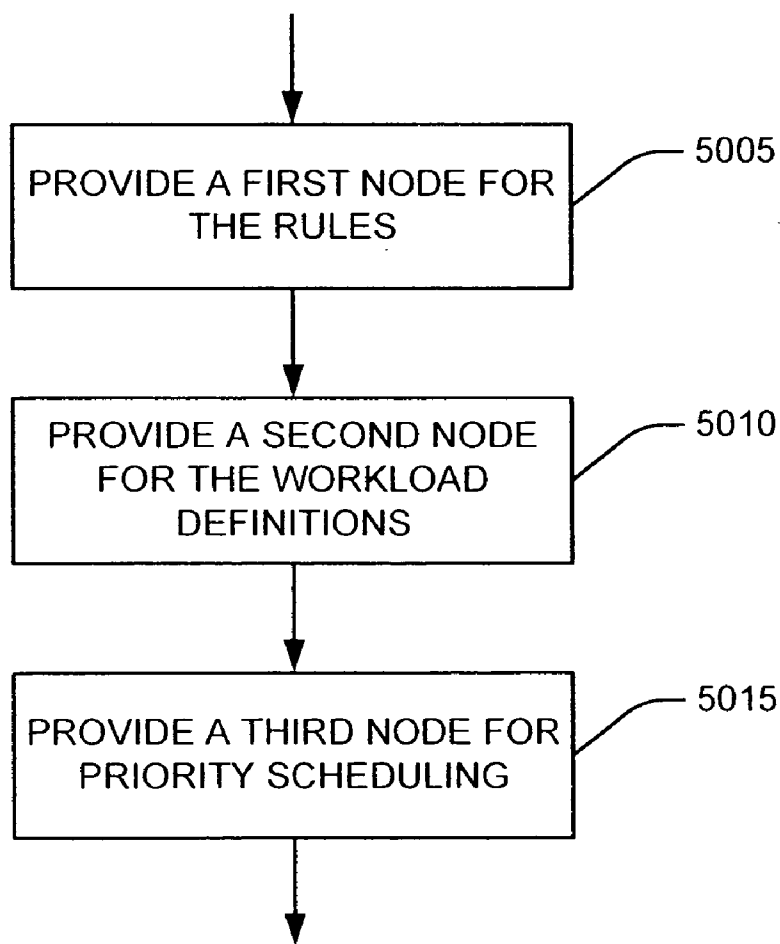 PROVIDE A FIRST NODE FOR
THE RULES
5005
PROVIDE A SECOND NODE
FOR THE WORKLOAD
DEFINITIONS
5010
PROVIDE A THIRD NODE FOR
PRIORITY SCHEDULING
5015